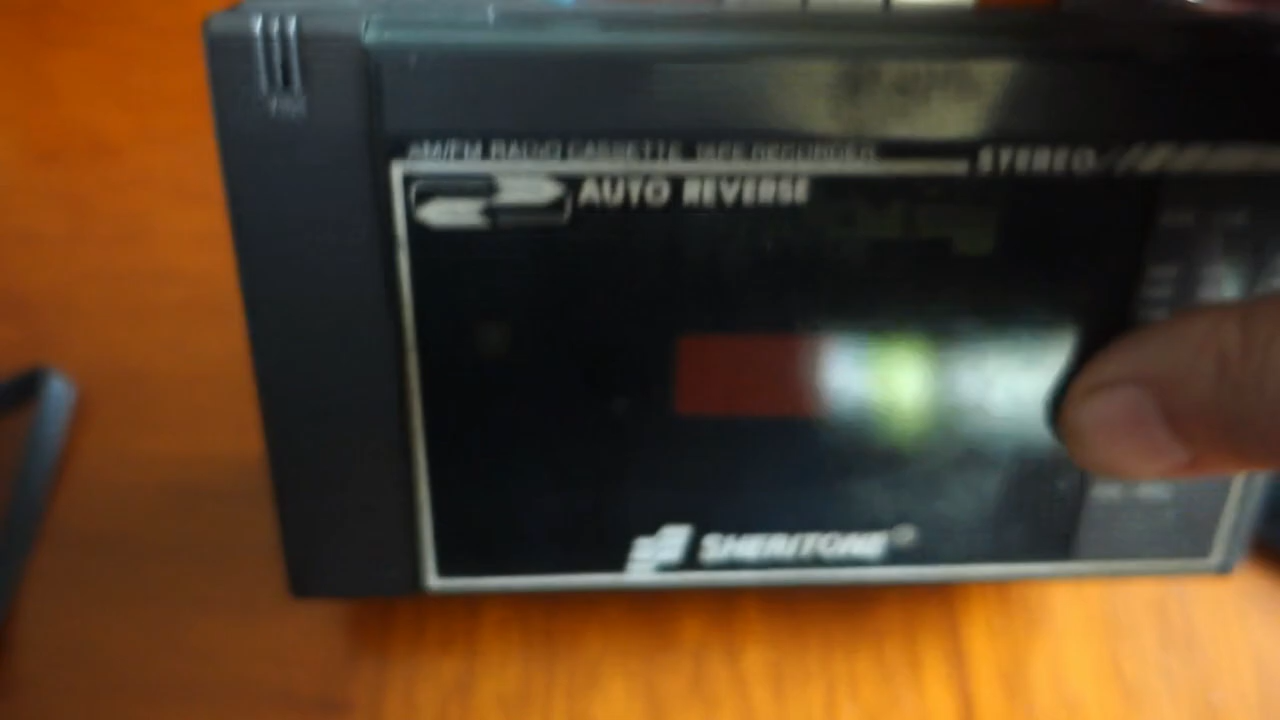 AM/FM RADIO CASSETTE TAPE RECORDER
STEREO
AUTO REVERSE
SHERITONE